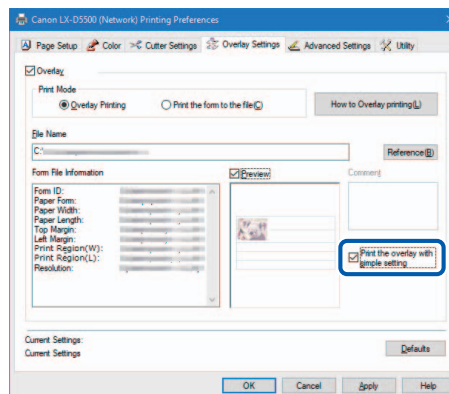 Canon LX-D5500 (Network) Printing Preferences
Page Setup Color Cutter Settings Overlay Settings Advanced Settings Utility
Overlay
Print Mode
Overlay Printing Print the form to the file(C) How to Overlay printing(L)
File Name
C:
Reference(B)
Form File Information Preview Comment
Form ID:
Paper Form:
Paper Width:
Paper Length:
Top Margin:
Left Margin:
Print Region(W):
Print Region(L):
Resolution:
Print the overlay with
simple setting
Current Settings:
Current Settings
Defaults
OK Cancel Apply Help